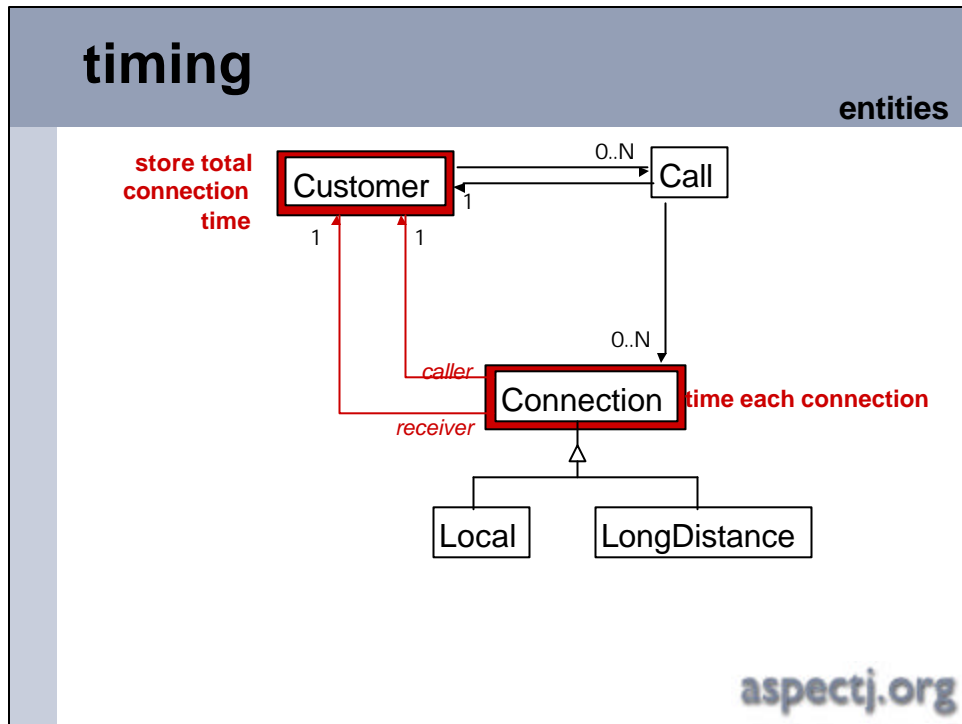 timing
entities
store total
connection
time
Customer
0..N
Call
1
1
1
0..N
caller
Connection
time each connection
receiver
Local
LongDistance
aspectj.org